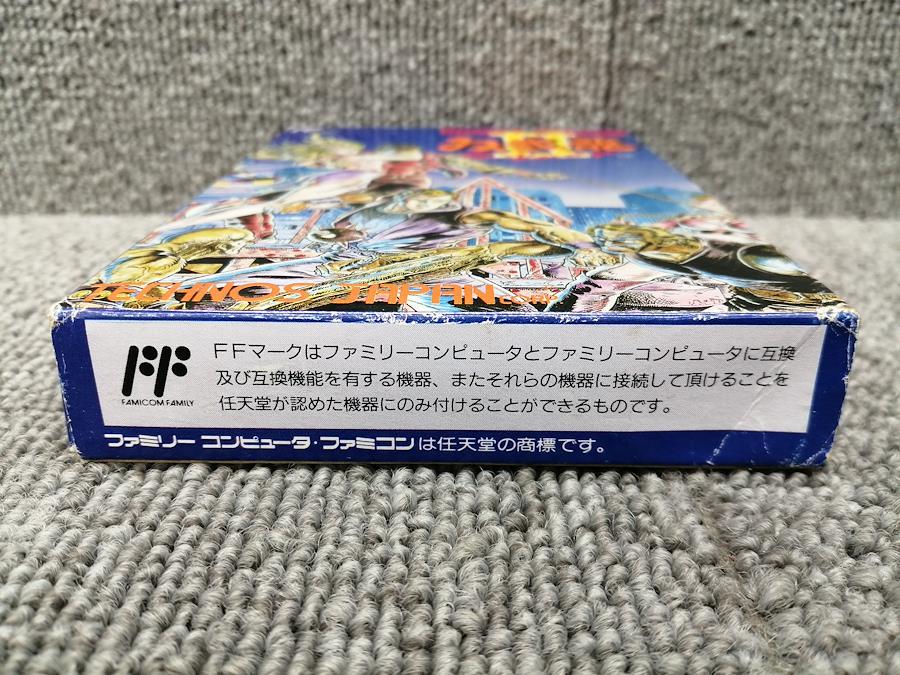 II
TECHNOS JAPAN CORP.
FF
FAMICOM FAMILY
FFマークはファミリーコンピュータとファミリーコンピュータに互換
及び互換機能を有する機器、またそれらの機器に接続して頂けることを
任天堂が認めた機器にのみ付けることができるものです。
ファミリー コンピュータ・ファミコンは任天堂の商標です。